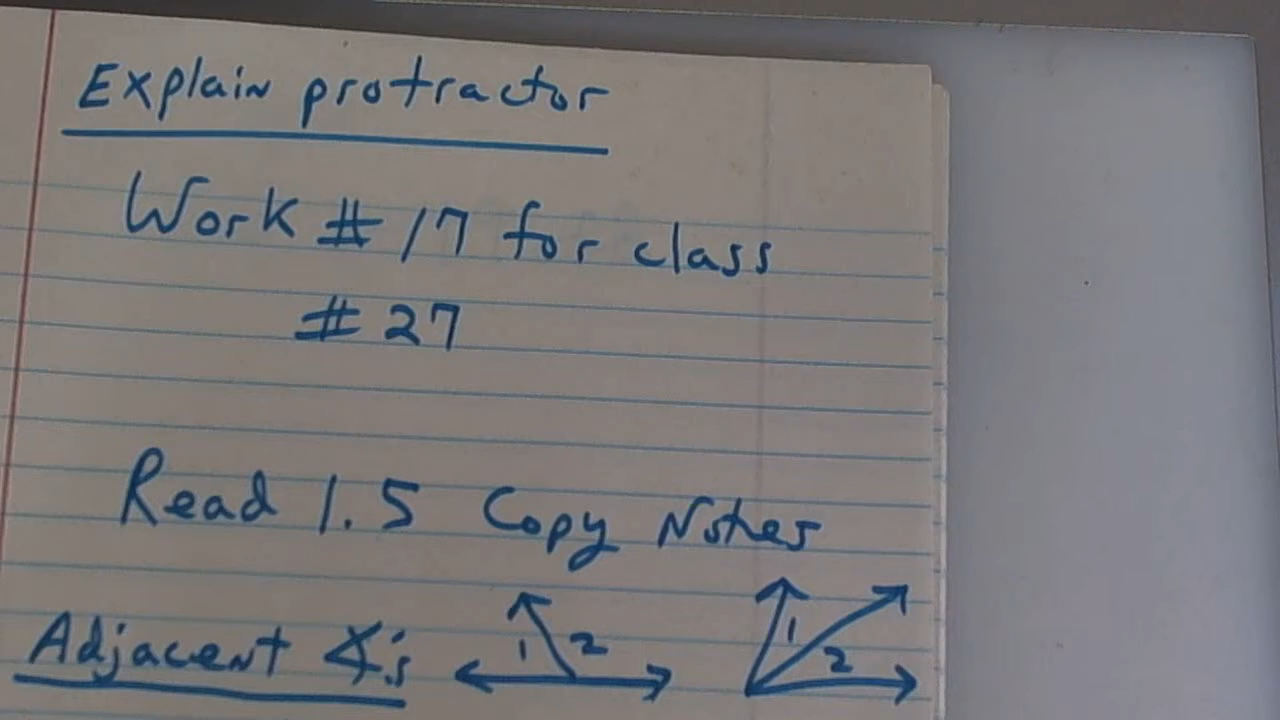 Explain protractor
Work # 17 for class
# 27
Read 1.5 Copy Notes
Adjacent ∡'s 1 2 1 2